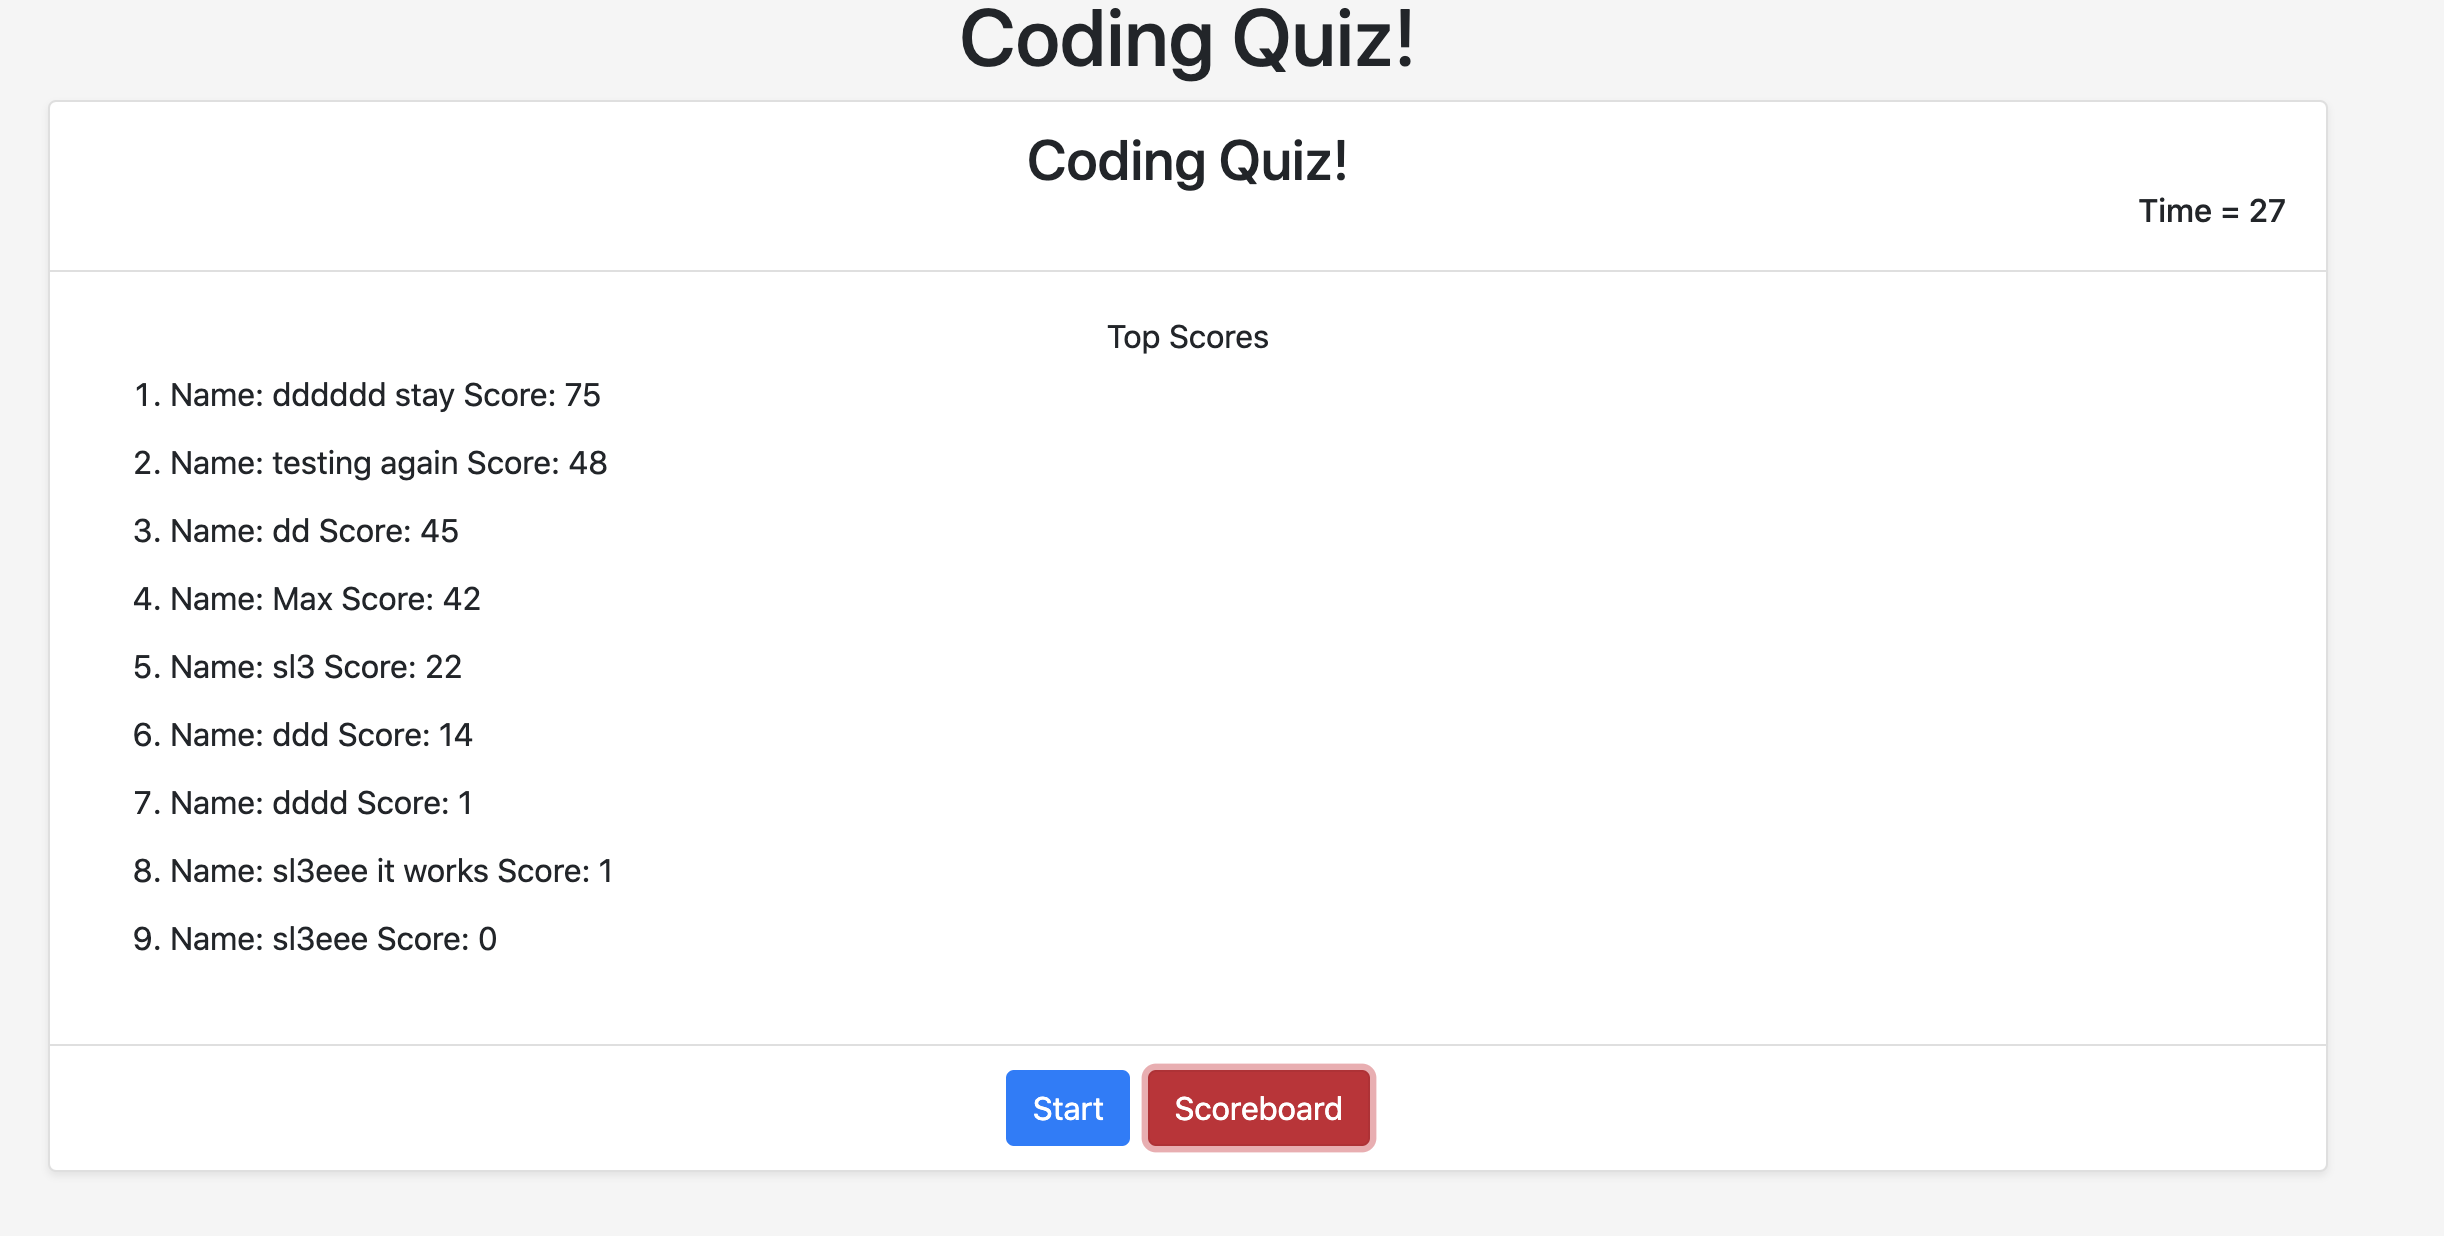 Coding Quiz!
Coding Quiz!
Time = 27
Top Scores
1. Name: dddddd stay Score: 75
2. Name: testing again Score: 48
3. Name: dd Score: 45
4. Name: Max Score: 42
5. Name: sl3 Score: 22
6. Name: ddd Score: 14
7. Name: dddd Score: 1
8. Name: sl3eee it works Score: 1
9. Name: sl3eee Score: 0
Start Scoreboard